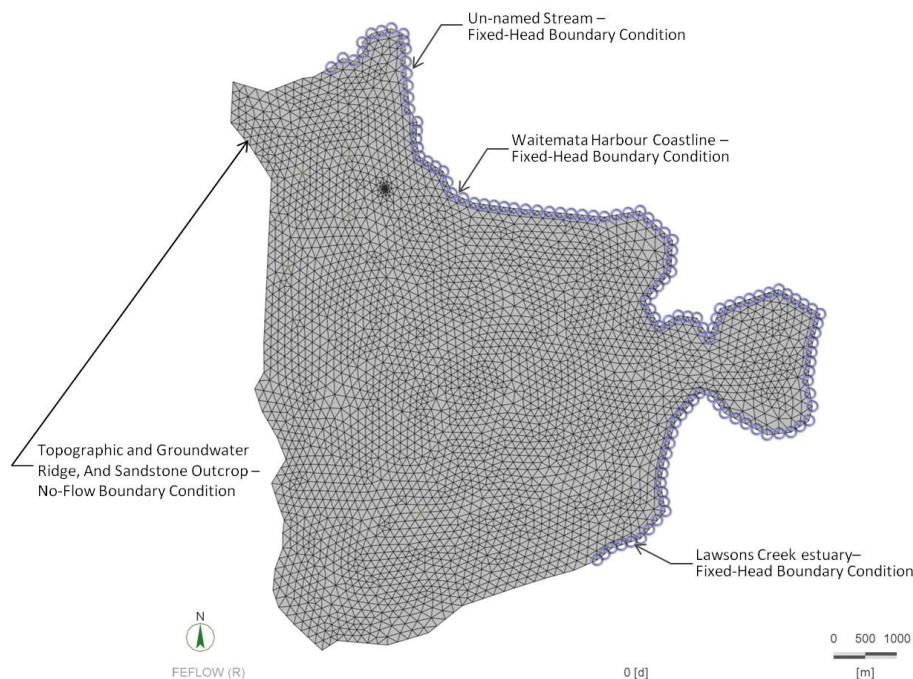 Un-named Stream –
Fixed-Head Boundary Condition
Waitemata Harbour Coastline –
Fixed-Head Boundary Condition
Topographic and Groundwater
Ridge, And Sandstone Outcrop –
No-Flow Boundary Condition
Lawsons Creek estuary–
Fixed-Head Boundary Condition
N
FEFLOW (R)
0 [d]
0 500 1000
[m]